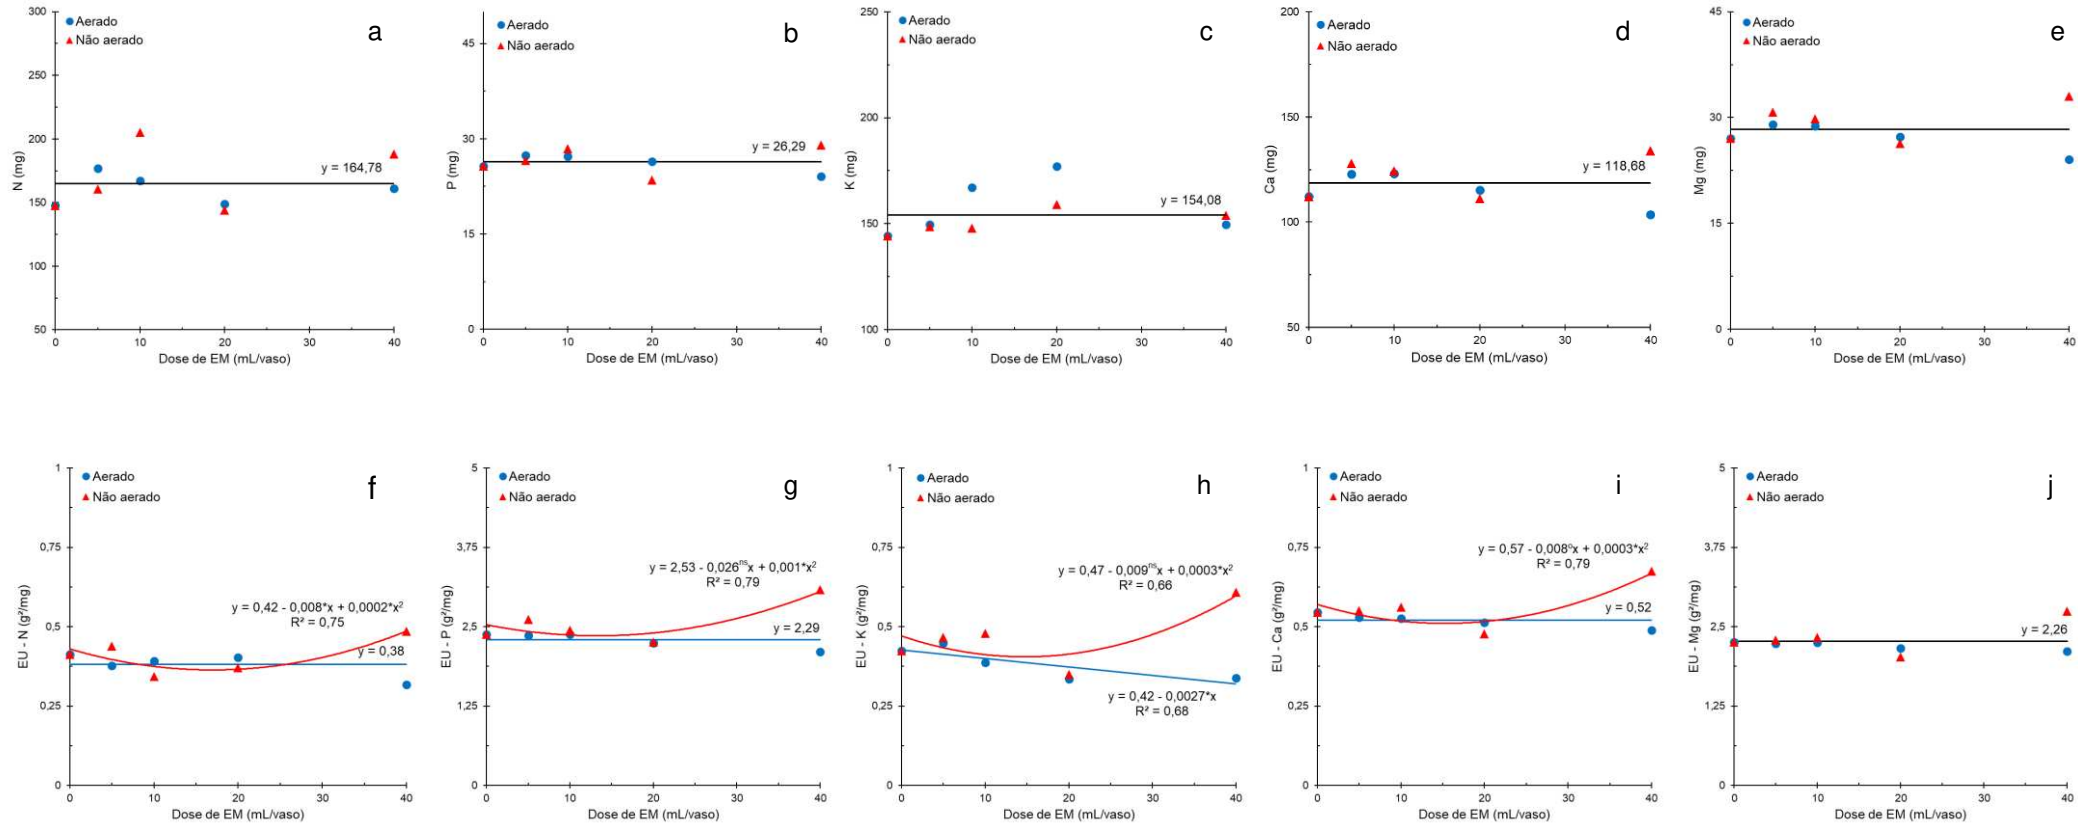 300
250
200
150
100
50
N (mg)
Aerado
Não aerado
a
y = 164,78
0
10
20
30
40
Dose de EM (mL/vaso)
45
30
15
0
P (mg)
Aerado
Não aerado
b
y = 26,29
0
10
20
30
40
Dose de EM (mL/vaso)
250
200
150
100
K (mg)
Aerado
Não aerado
c
y = 154,08
0
10
20
30
40
Dose de EM (mL/vaso)
200
150
100
50
Ca (mg)
Aerado
Não aerado
d
y = 118,68
0
10
20
30
40
Dose de EM (mL/vaso)
45
30
15
0
Mg (mg)
Aerado
Não aerado
e
0
10
20
30
40
Dose de EM (mL/vaso)
1
0,75
0,5
0,25
0
EU - N (g²/mg)
Aerado
Não aerado
f
y = 0,42 - 0,008*x + 0,0002*x²
R² = 0,75
y = 0,38
0
10
20
30
40
Dose de EM (mL/vaso)
5
3,75
2,5
1,25
0
EU - P (g²/mg)
Aerado
Não aerado
g
y = 2,53 - 0,026ⁿˢx + 0,001*x²
R² = 0,79
y = 2,29
0
10
20
30
40
Dose de EM (mL/vaso)
1
0,75
0,5
0,25
0
EU - K (g²/mg)
Aerado
Não aerado
h
y = 0,47 - 0,009ⁿˢx + 0,0003*x²
R² = 0,66
y = 0,42 - 0,0027*x
R² = 0,68
0
10
20
30
40
Dose de EM (mL/vaso)
1
0,75
0,5
0,25
0
EU - Ca (g²/mg)
Aerado
Não aerado
i
y = 0,57 - 0,008ºx + 0,0003*x²
R² = 0,79
y = 0,52
0
10
20
30
40
Dose de EM (mL/vaso)
5
3,75
2,5
1,25
0
EU - Mg (g²/mg)
Aerado
Não aerado
j
y = 2,26
0
10
20
30
40
Dose de EM (mL/vaso)